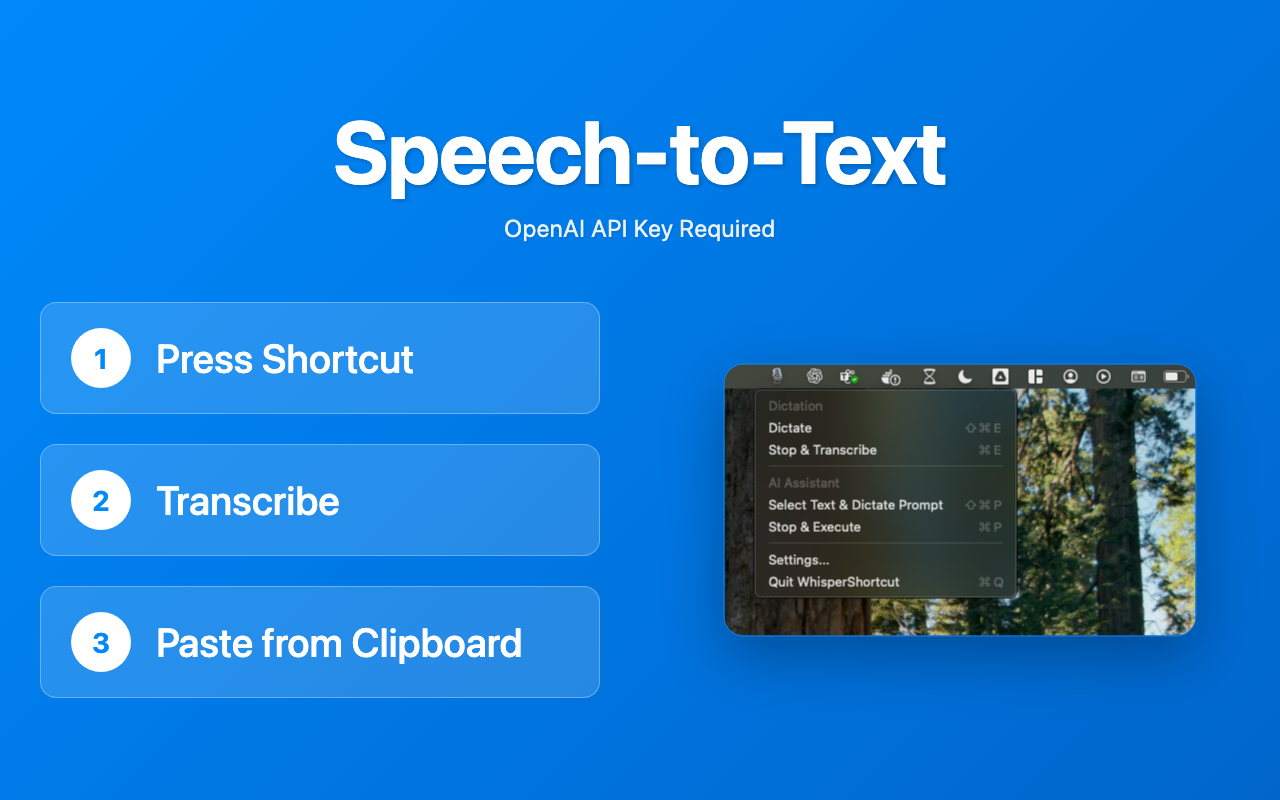 Speech-to-Text
OpenAI API Key Required
1 Press Shortcut
2 Transcribe
3 Paste from Clipboard
Dictation
Dictate ⇧⌘E
Stop & Transcribe ⌘E
AI Assistant
Select Text & Dictate Prompt ⇧⌘P
Stop & Execute ⌘P
Settings...
Quit WhisperShortcut ⌘Q